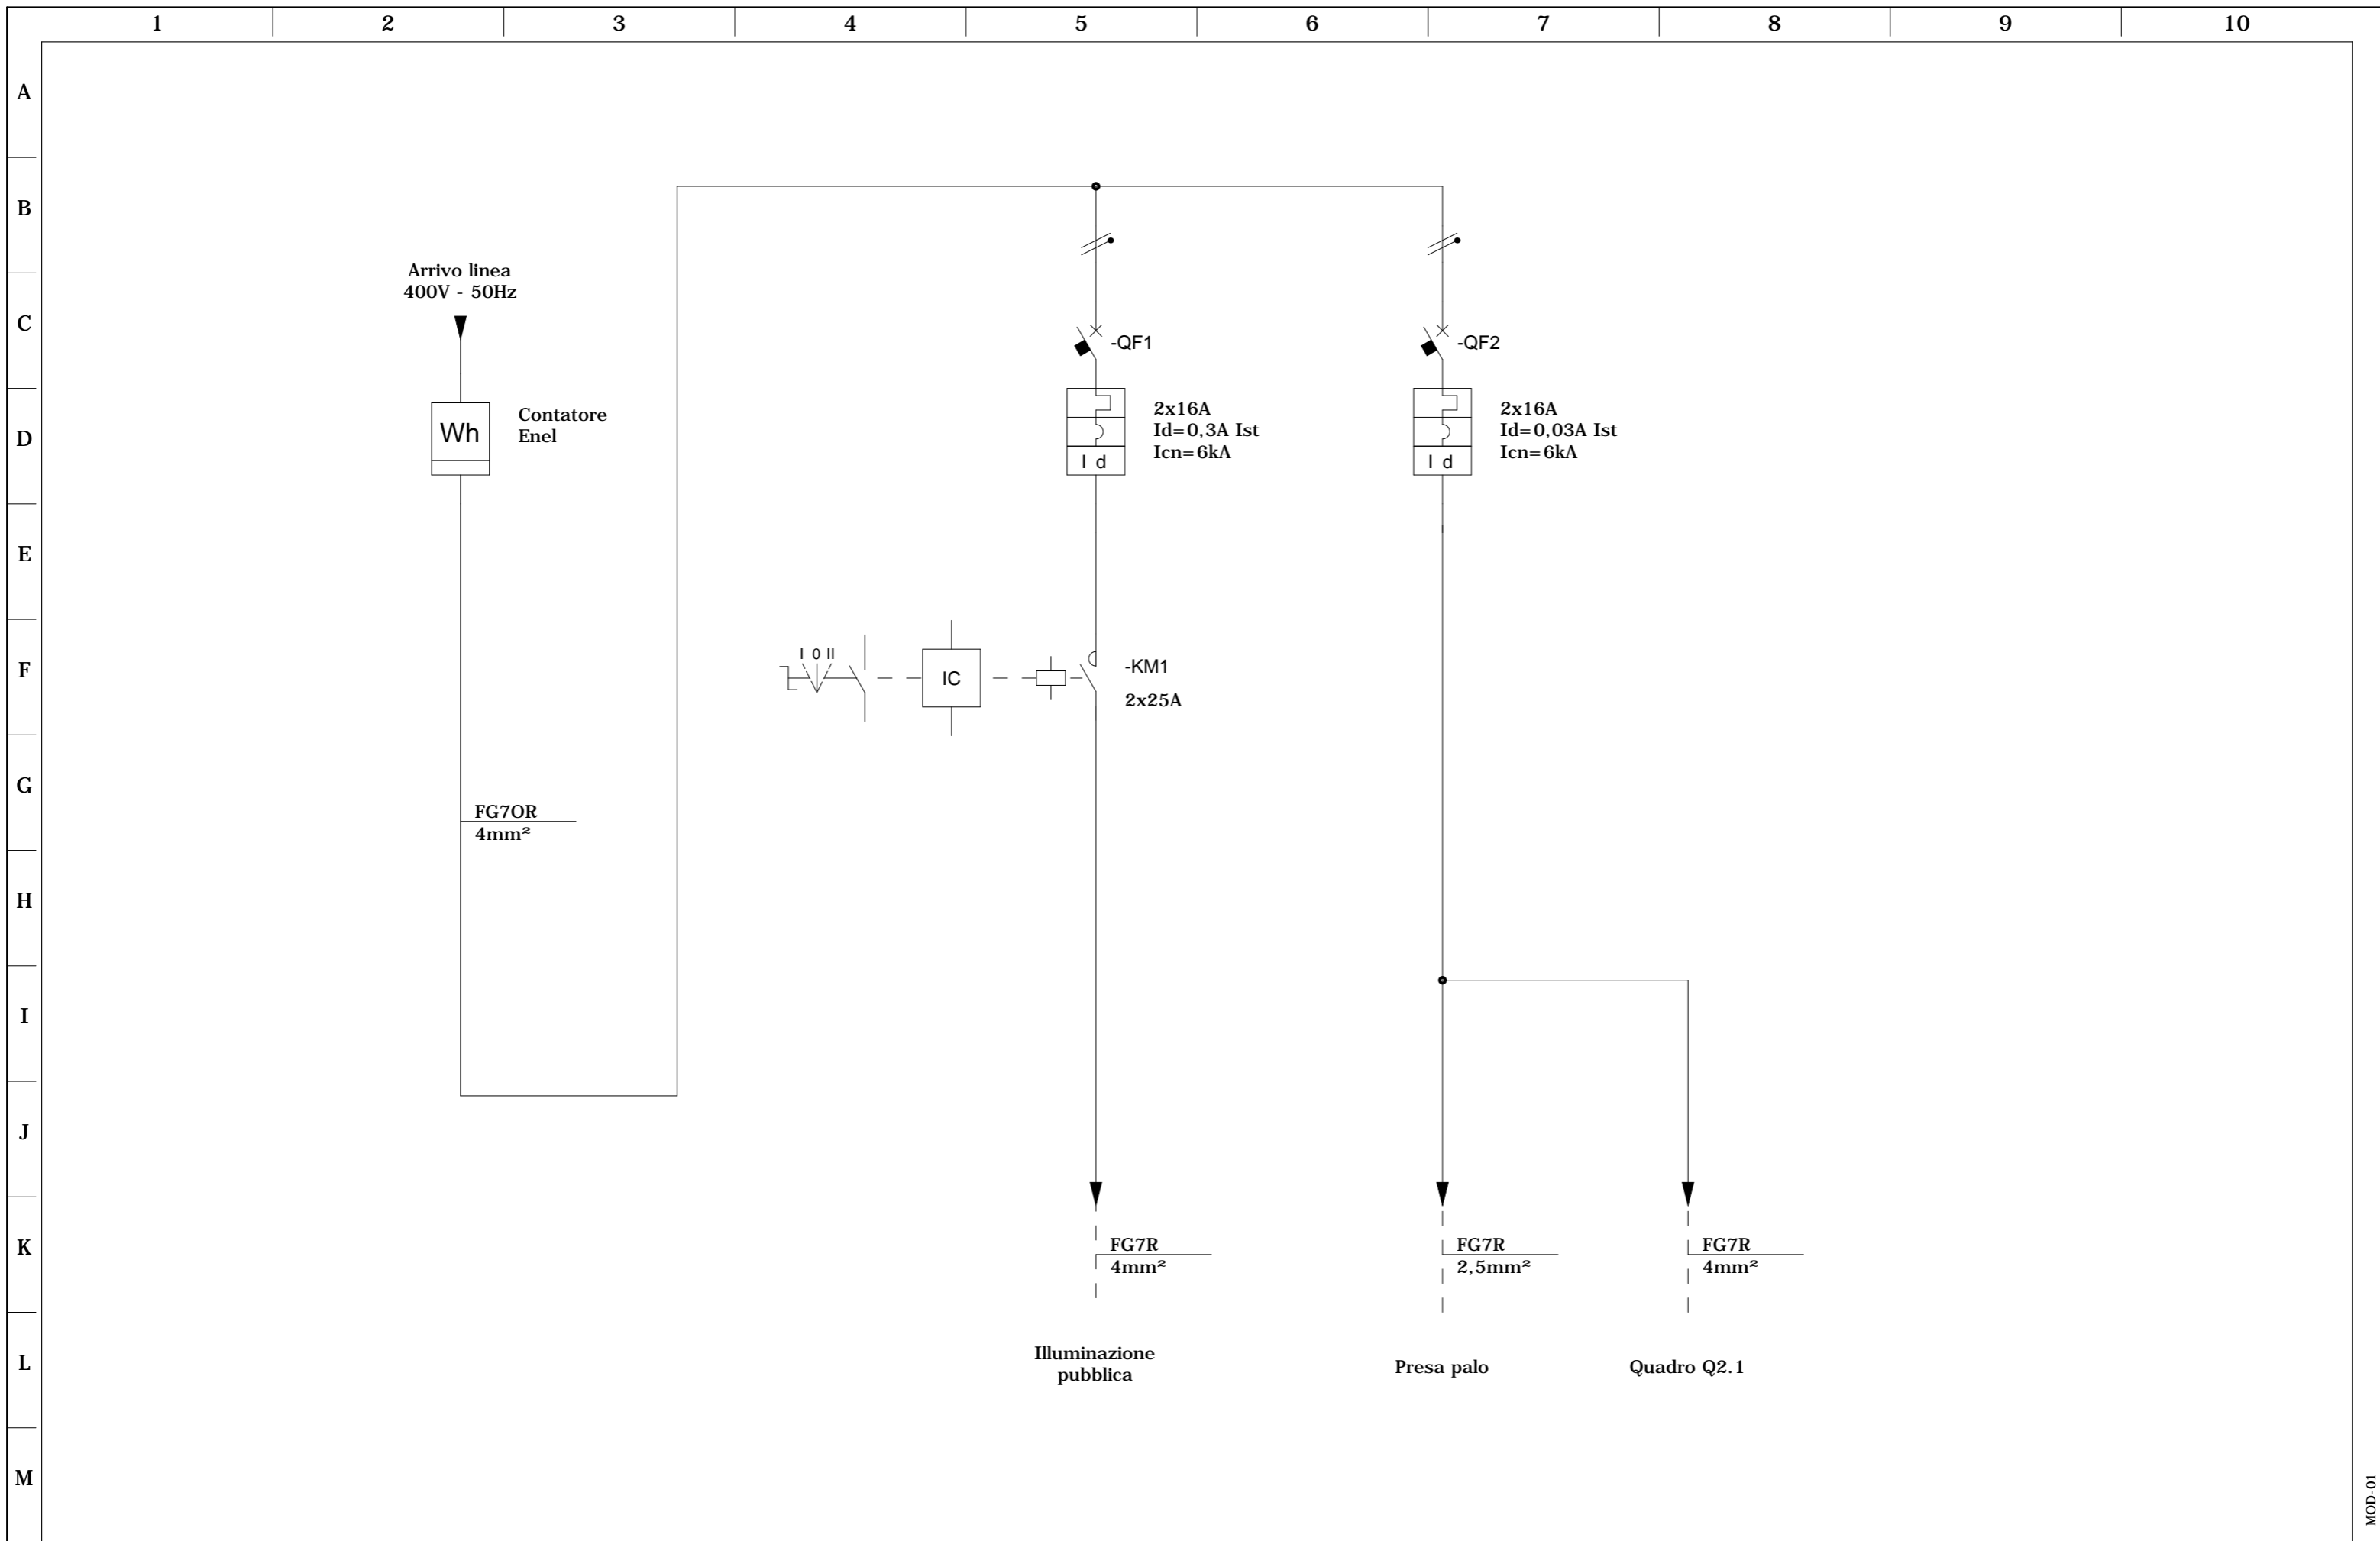 1 2 3 4 5 6 7 8 9 10
A
B
C
D
E
F
G
H
I
J
K
L
M
Arrivo linea
400V - 50Hz
Wh
Contatore
Enel
FG7OR
4mm²
-QF1
2x16A
Id=0,3A Ist
Icn=6kA
I d
-QF2
2x16A
Id=0,03A Ist
Icn=6kA
I d
I 0 II
IC
-KM1
2x25A
FG7R
4mm²
FG7R
2,5mm²
FG7R
4mm²
Illuminazione
pubblica
Presa palo
Quadro Q2.1
MOD-01